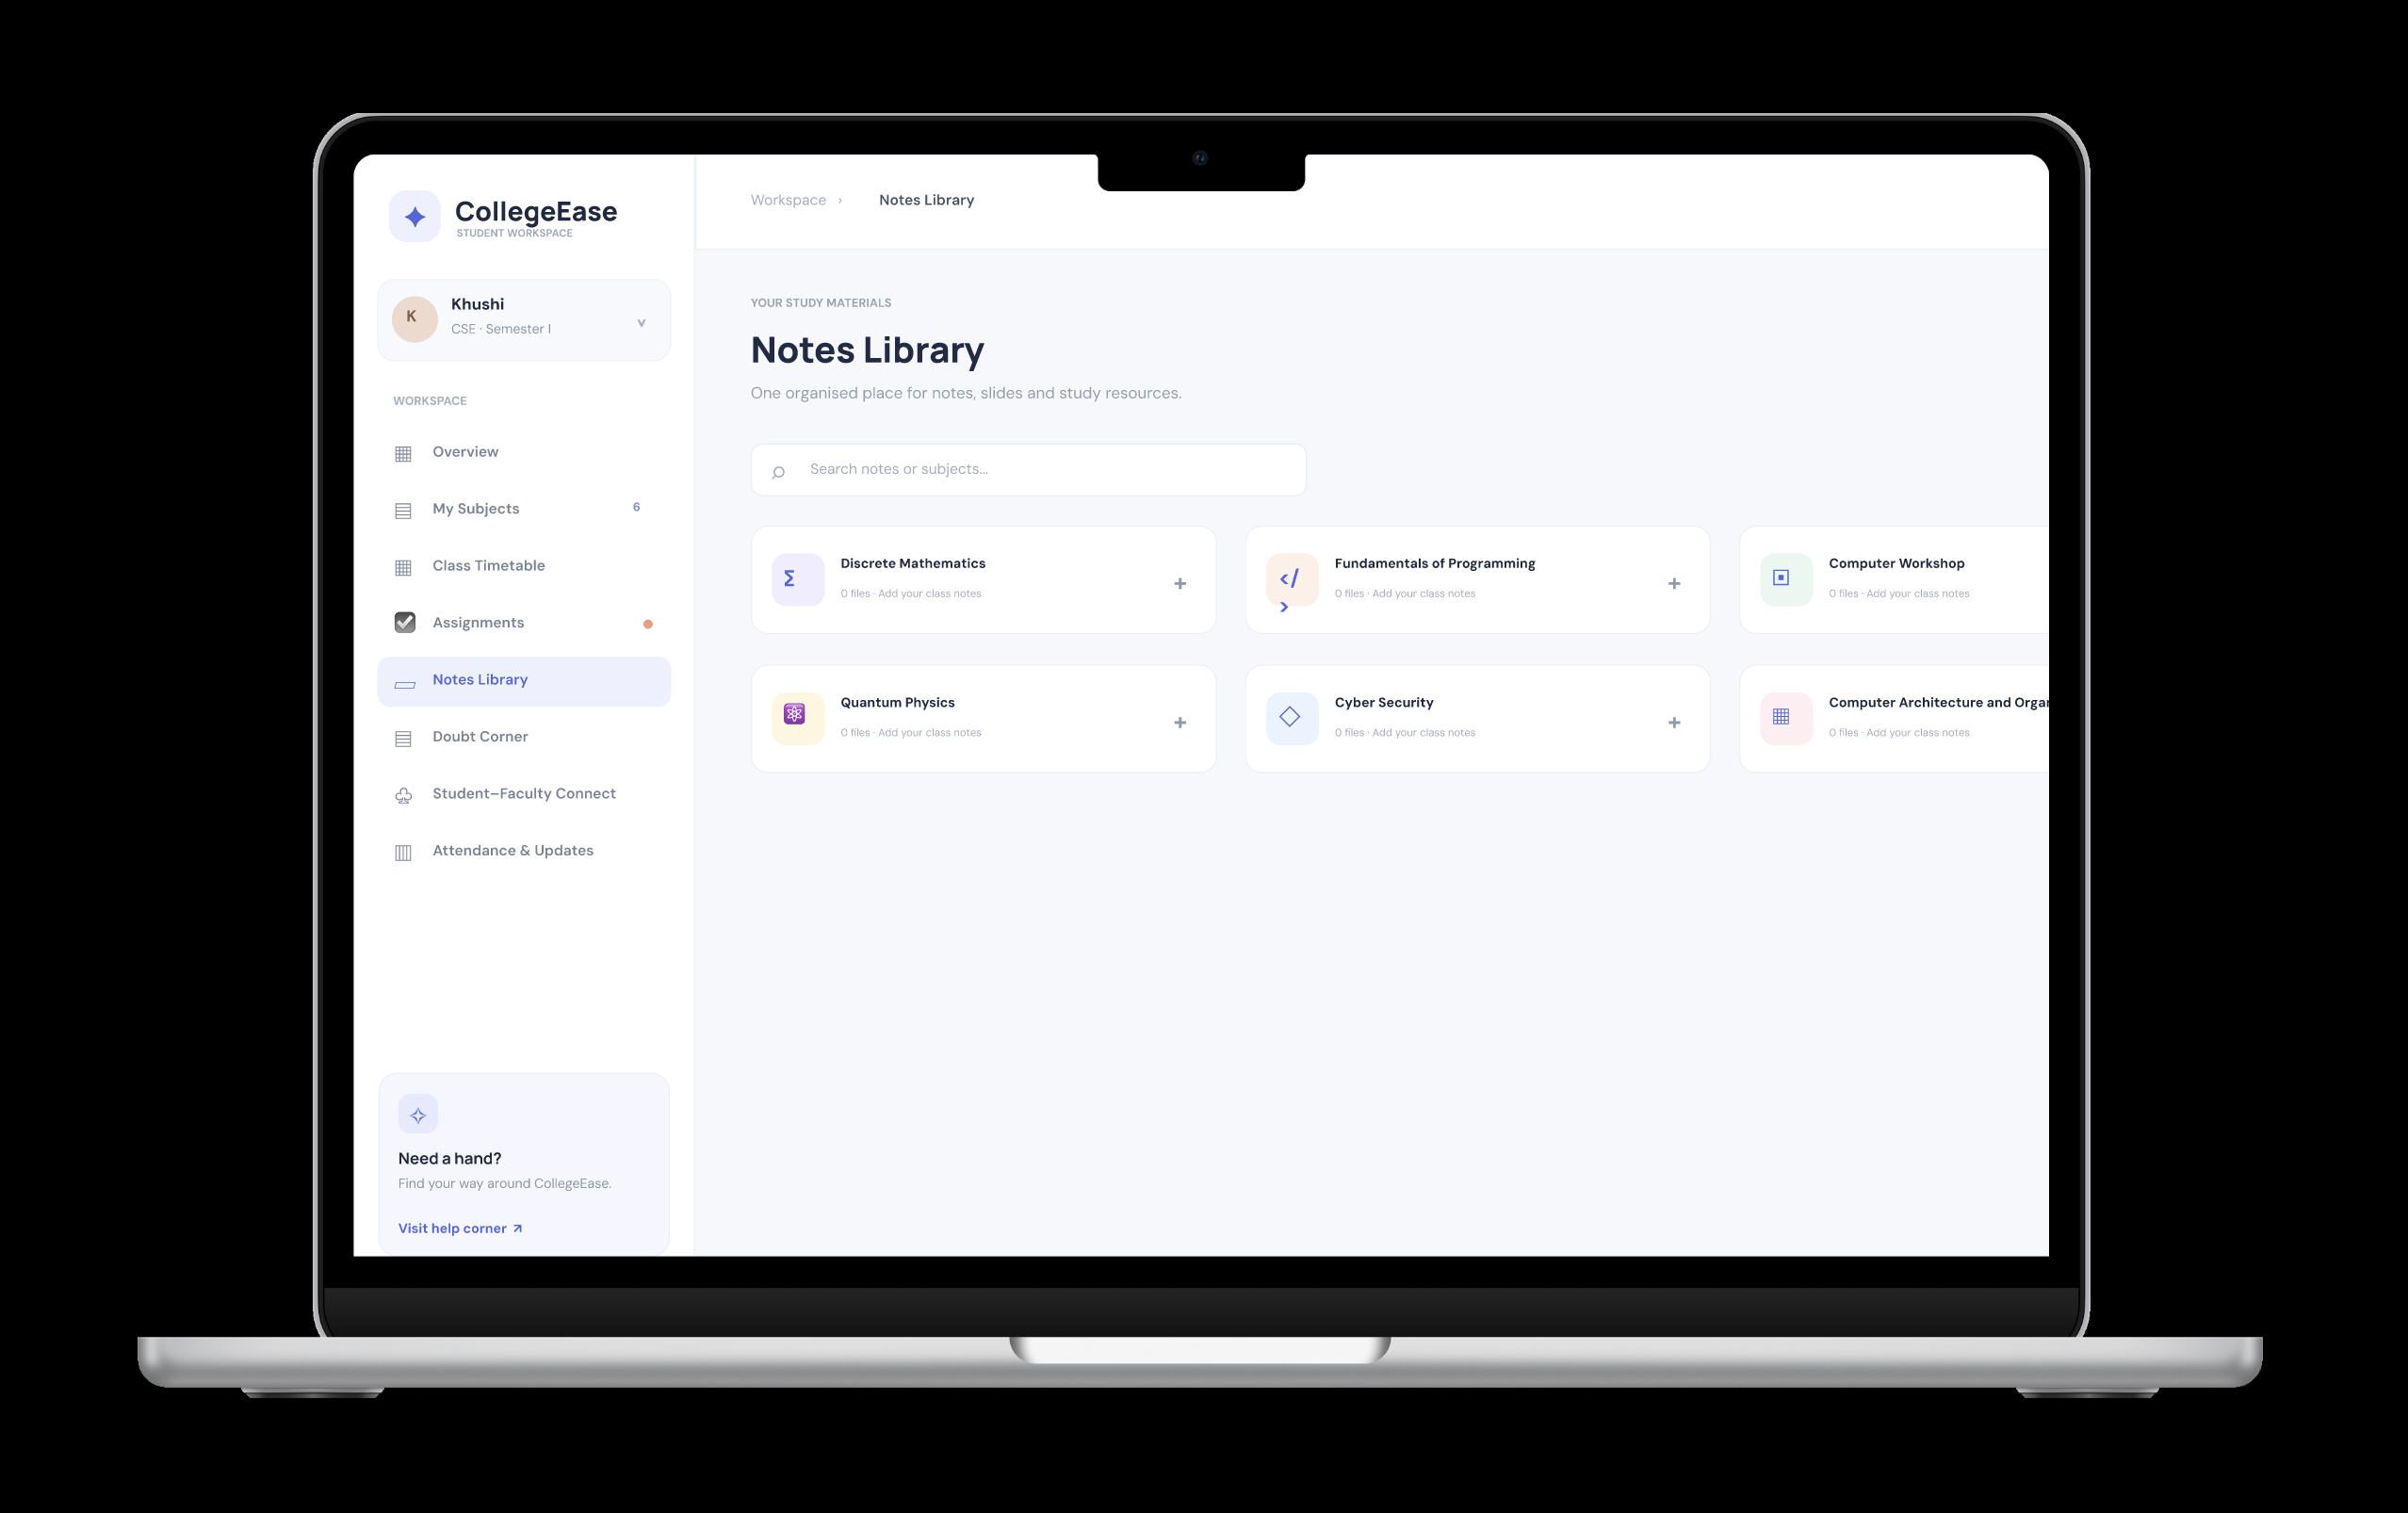 CollegeEase
STUDENT WORKSPACE
K
Khushi
CSE · Semester I
WORKSPACE
Overview
My Subjects 6
Class Timetable
Assignments
Notes Library
Doubt Corner
Student–Faculty Connect
Attendance & Updates
Need a hand?
Find your way around CollegeEase.
Visit help corner ↗
Workspace › Notes Library
YOUR STUDY MATERIALS
Notes Library
One organised place for notes, slides and study resources.
Search notes or subjects...
Σ
Discrete Mathematics
0 files · Add your class notes
+
</
>
Fundamentals of Programming
0 files · Add your class notes
+
Computer Workshop
0 files · Add your class notes
Quantum Physics
0 files · Add your class notes
+
Cyber Security
0 files · Add your class notes
+
Computer Architecture and Organ
0 files · Add your class notes